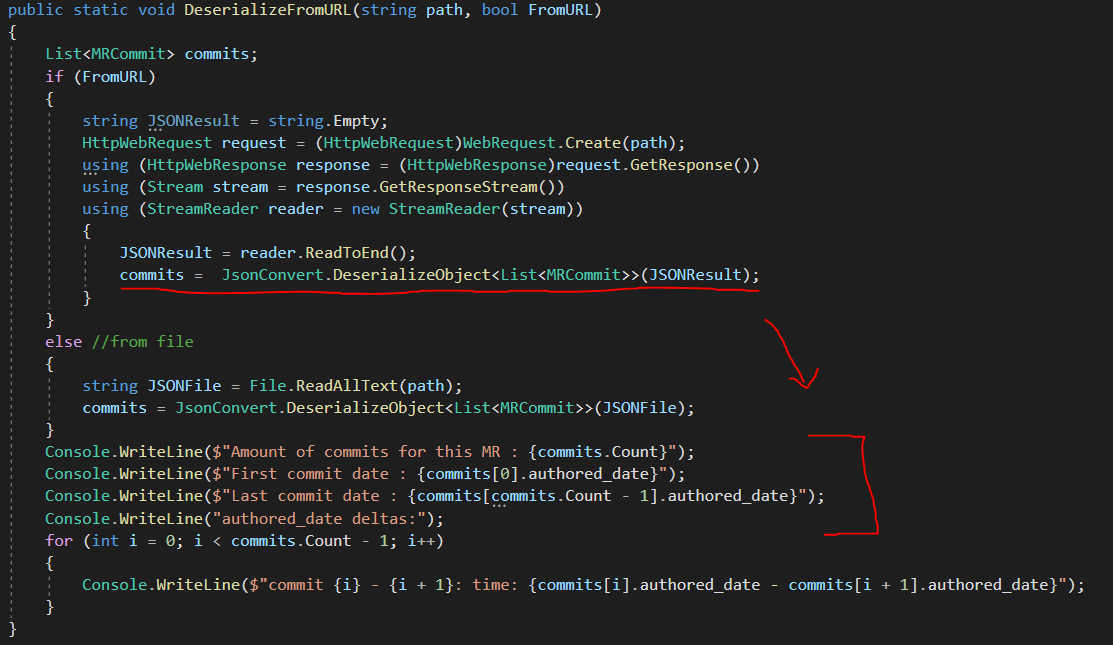 public static void DeserializeFromURL(string path, bool FromURL)
{
List<MRCommit> commits;
if (FromURL)
{
string JSONResult = string.Empty;
HttpWebRequest request = (HttpWebRequest)WebRequest.Create(path);
using (HttpWebResponse response = (HttpWebResponse)request.GetResponse())
using (Stream stream = response.GetResponseStream())
using (StreamReader reader = new StreamReader(stream))
{
JSONResult = reader.ReadToEnd();
commits =  JsonConvert.DeserializeObject<List<MRCommit>>(JSONResult);
}
}
else //from file
{
string JSONFile = File.ReadAllText(path);
commits = JsonConvert.DeserializeObject<List<MRCommit>>(JSONFile);
}
Console.WriteLine($"Amount of commits for this MR : {commits.Count}");
Console.WriteLine($"First commit date : {commits[0].authored_date}");
Console.WriteLine($"Last commit date : {commits[commits.Count - 1].authored_date}");
Console.WriteLine("authored_date deltas:");
for (int i = 0; i < commits.Count - 1; i++)
{
Console.WriteLine($"commit {i} - {i + 1}: time: {commits[i].authored_date - commits[i + 1].authored_date}");
}
}